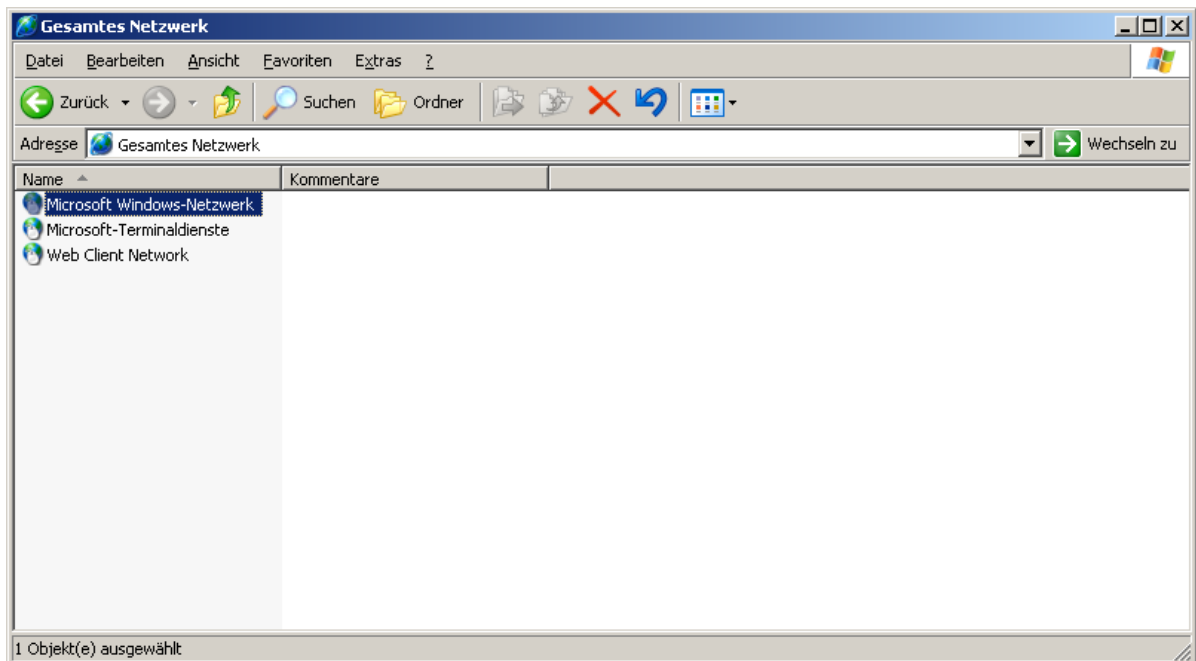 Gesamtes Netzwerk
Datei Bearbeiten Ansicht Favoriten Extras ?
Zurück Suchen Ordner
Adresse Gesamtes Netzwerk Wechseln zu
Name Kommentare
Microsoft Windows-Netzwerk
Microsoft-Terminaldienste
Web Client Network
1 Objekt(e) ausgewählt